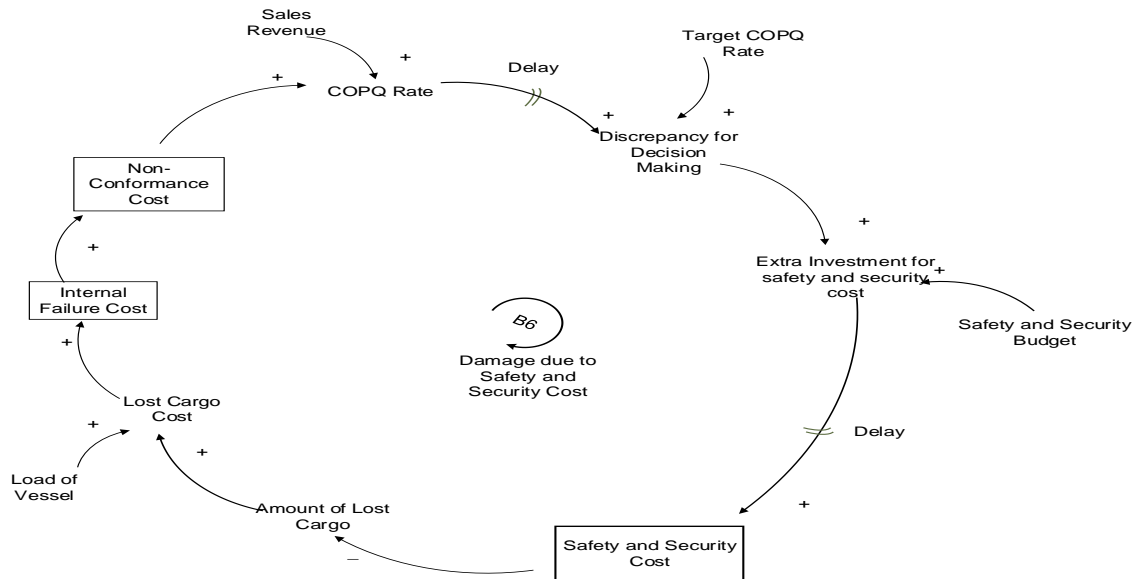 Sales
Revenue
+
Target COPQ
Rate
+
Delay
COPQ Rate
+
+
Discrepancy for
Decision
Making
Non-
Conformance
Cost
+
+
Extra Investment for
safety and security
cost
+
Internal
Failure Cost
B6
Safety and Security
Budget
+
Damage due to
Safety and
Security Cost
Lost Cargo
Cost
+
Delay
+
Load of
Vessel
+
Amount of Lost
Cargo
–
Safety and Security
Cost